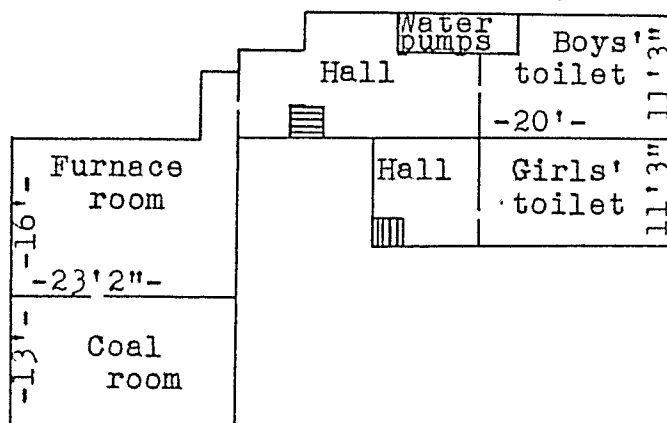 Water
pumps
Boys'
toilet
11'3"
Hall
-20'-
Furnace
room
Hall
Girls'
toilet
11'3"
-16'-
-23'2"-
Coal
room
-13'-